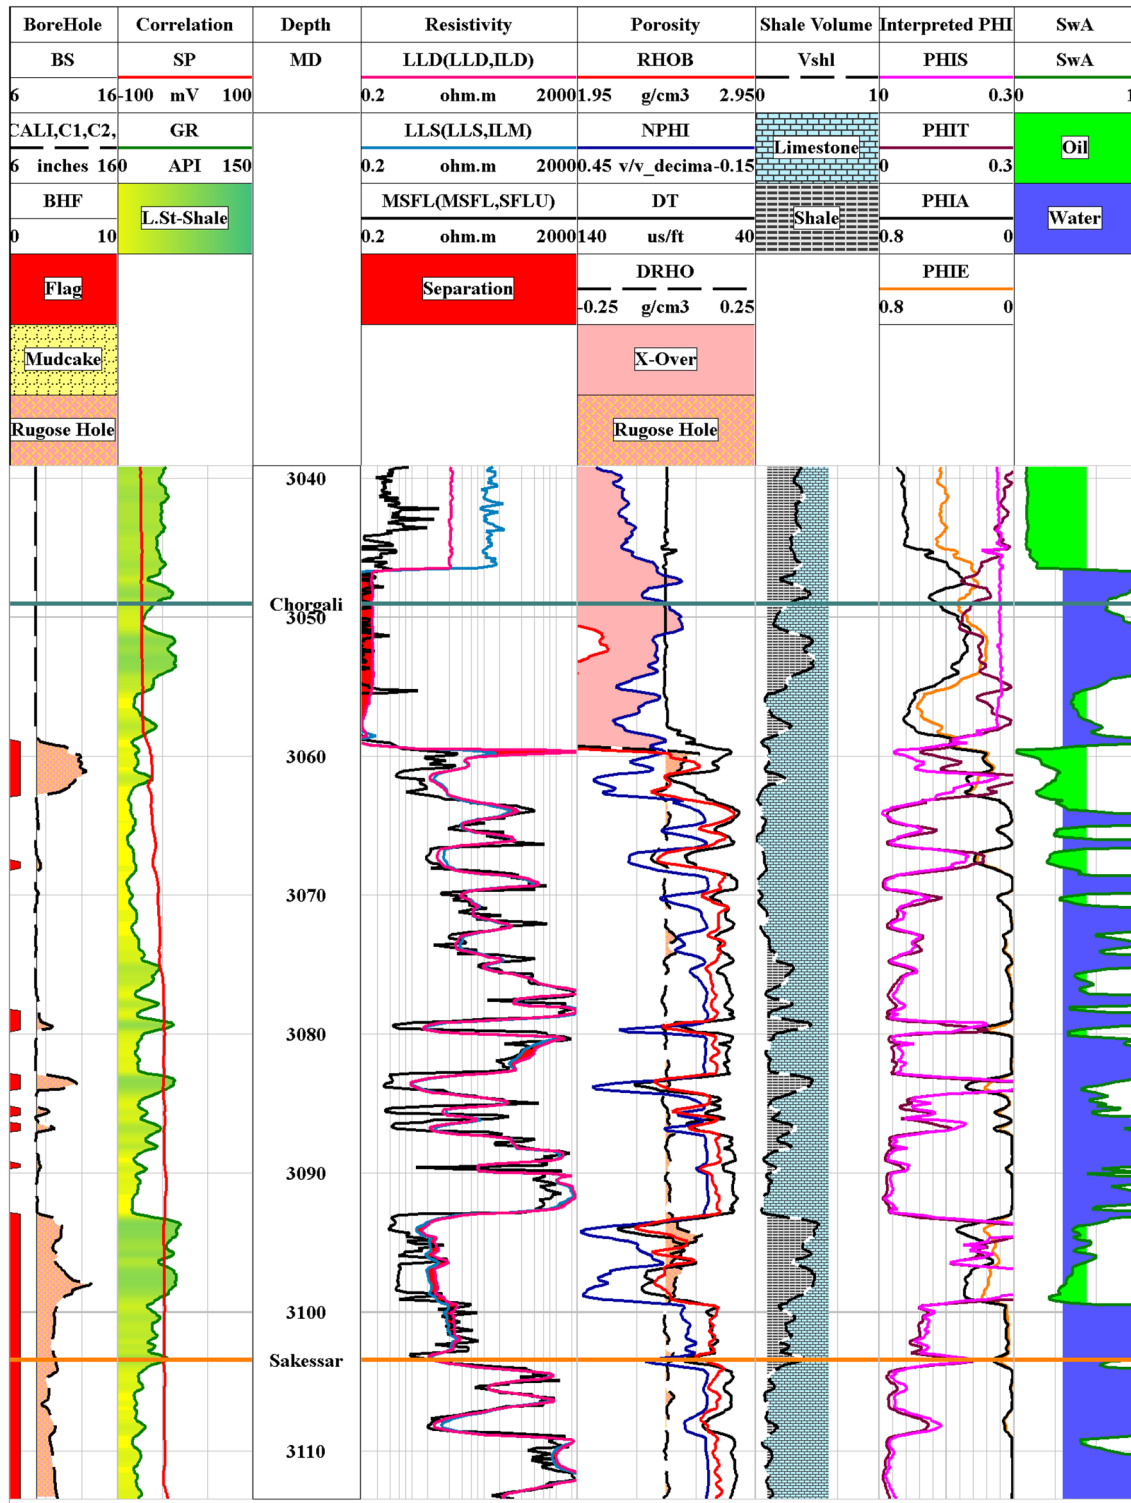 BoreHole Correlation Depth Resistivity Porosity Shale Volume Interpreted PHI SwA
BS SP MD LLD(LLD,ILD) RHOB Vshl PHIS SwA
6 16 -100 mV 100 0.2 ohm.m 2000 1.95 g/cm3 2.95 0 1 0 0.3 0 1
CALI,C1,C2, GR LLS(LLS,ILM) NPHI Limestone PHIT Oil
6 inches 16 0 API 150 0.2 ohm.m 2000 0.45 v/v_decima -0.15 0 0.3
BHF L.St-Shale MSFL(MSFL,SFLU) DT Shale PHIA Water
0 10 0.2 ohm.m 2000 140 us/ft 40 0.8 0
Flag Separation DRHO PHIE
-0.25 g/cm3 0.25 0.8 0
Mudcake X-Over
Rugose Hole Rugose Hole
3040
Chorgali
3050
3060
3070
3080
3090
3100
Sakessar
3110